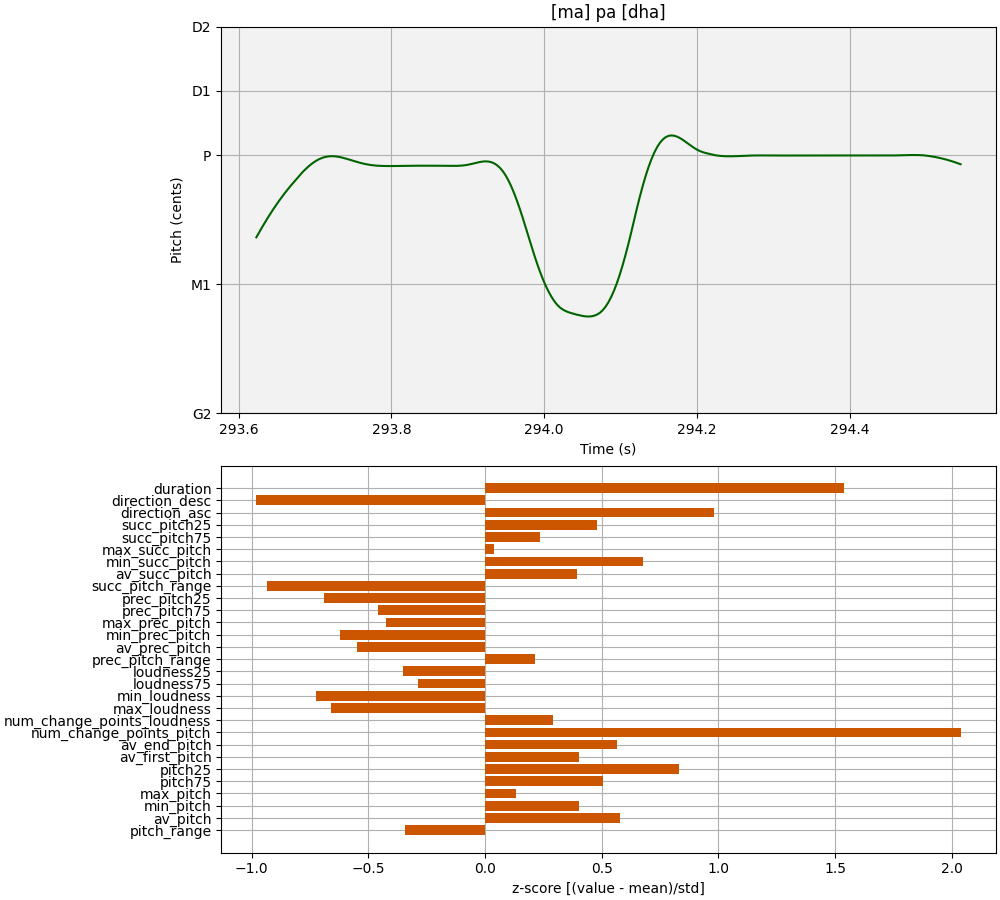 [ma] pa [dha]
D2
D1
P
M1
G2
Pitch (cents)
293.6 293.8 294.0 294.2 294.4
Time (s)
duration
direction_desc
direction_asc
succ_pitch25
succ_pitch75
max_succ_pitch
min_succ_pitch
av_succ_pitch
succ_pitch_range
prec_pitch25
prec_pitch75
max_prec_pitch
min_prec_pitch
av_prec_pitch
prec_pitch_range
loudness25
loudness75
min_loudness
max_loudness
num_change_points_loudness
num_change_points_pitch
av_end_pitch
av_first_pitch
pitch25
pitch75
max_pitch
min_pitch
av_pitch
pitch_range
−1.0 −0.5 0.0 0.5 1.0 1.5 2.0
z-score [(value - mean)/std]